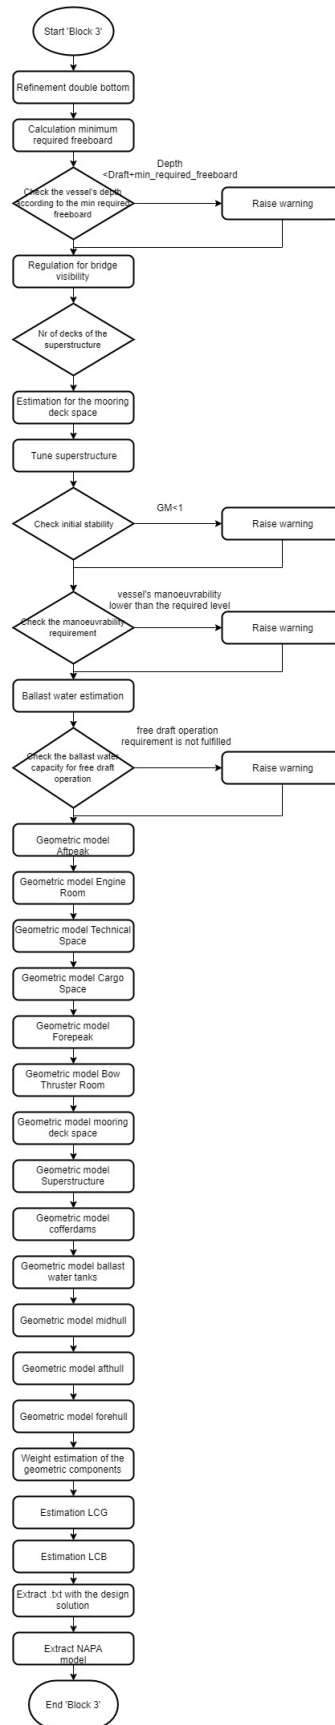 Start 'Block 3'
Refinement double bottom
Calculation minimum
required freeboard
Depth
<Draft+min_required_freeboard
Check the vessel's depth
according to the min required
freeboard
Raise warning
Regulation for bridge
visibility
Nr of decks of the
superstructure
Estimation for the mooring
deck space
Tune superstructure
GM<1
Check initial stability
Raise warning
vessel's manoeuvrability
lower than the required level
Check the manoeuvrability
requirement
Raise warning
Ballast water estimation
free draft operation
requirement is not fulfilled
Check the ballast water
capacity for free draft
operation
Raise warning
Geometric model
Aftpeak
Geometric model Engine
Room
Geometric model Technical
Space
Geometric model Cargo
Space
Geometric model
Forepeak
Geometric model Bow
Thruster Room
Geometric model mooring
deck space
Geometric model
Superstructure
Geometric model
cofferdams
Geometric model ballast
water tanks
Geometric model midhull
Geometric model afthull
Geometric model forehull
Weight estimation of the
geometric components
Estimation LCG
Estimation LCB
Extract .txt with the design
solution
Extract NAPA
model
End 'Block 3'